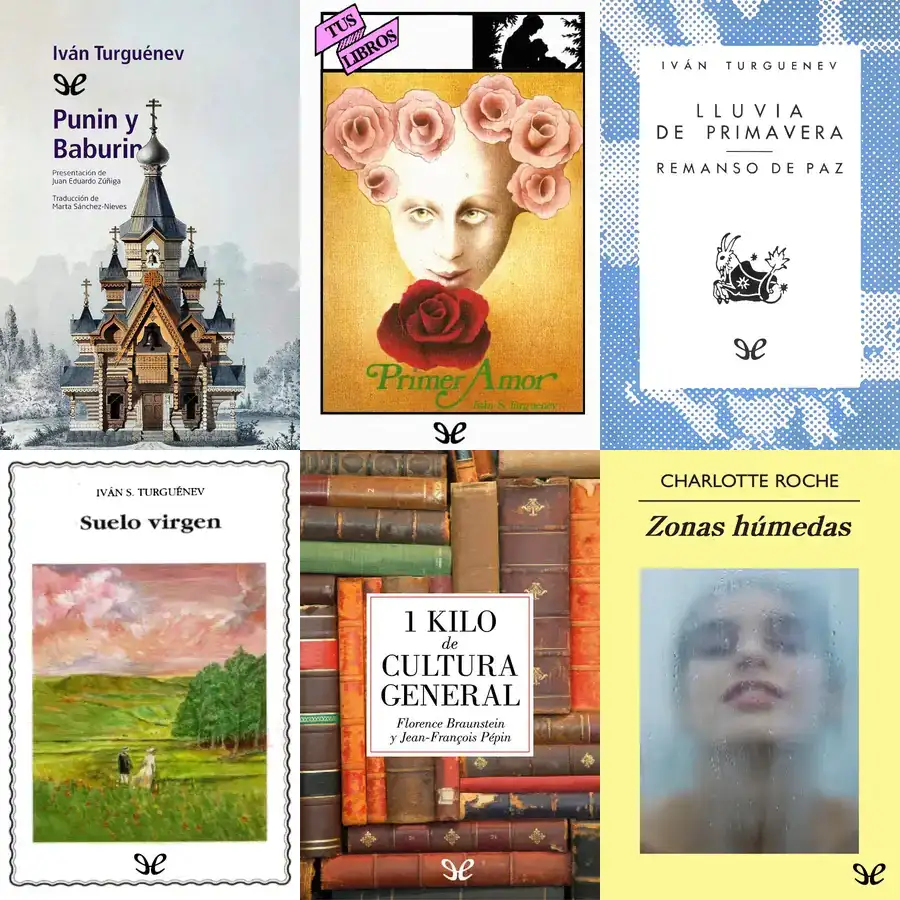 Iván Turguénev
Punin y
Baburin
Presentación de
Juan Eduardo Zúñiga
Traducción de
Marta Sánchez-Nieves
TUS
LIBROS
Primer Amor
Iván S. Turguenev
IVÁN TURGUENEV
LLUVIA
DE PRIMAVERA
REMANSO DE PAZ
IVÁN S. TURGUÉNEV
Suelo virgen
1 KILO
de
CULTURA
GENERAL
Florence Braunstein
y Jean-François Pépin
CHARLOTTE ROCHE
Zonas húmedas